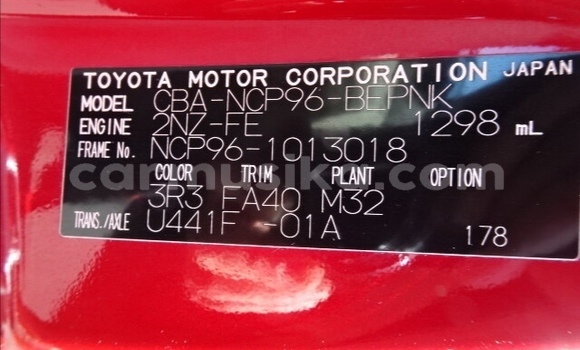 TOYOTA MOTOR CORPORATION JAPAN
MODEL CBA-NCP96-BEPNK
ENGINE 2NZ-FE 1298 mL
FRAME No. NCP96-1013018
COLOR TRIM PLANT OPTION
3R3 FA40 M32
TRANS./AXLE U441F -01A 178